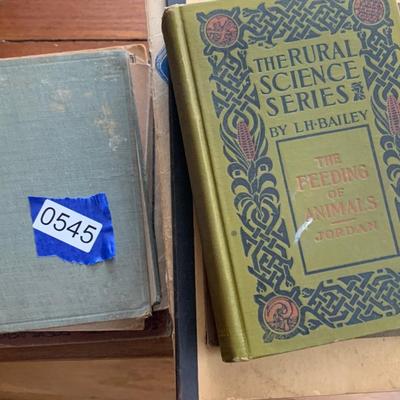 0545
THE RURAL
SCIENCE
SERIES
BY L·H·BAILEY
THE
FEEDING
OF
ANIMALS
JORDAN